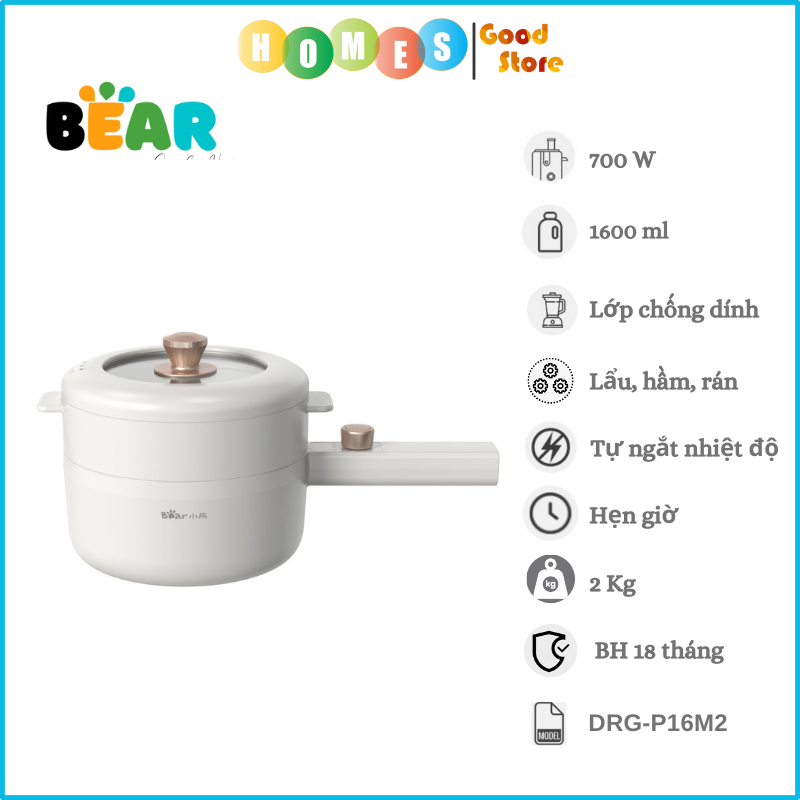 HOMES
Good
Store
BEAR
700 W
1600 ml
Lớp chống dính
Lẩu, hầm, rán
Tự ngắt nhiệt độ
Hẹn giờ
kg
2 Kg
BH 18 tháng
MODEL
DRG-P16M2
Bear小熊